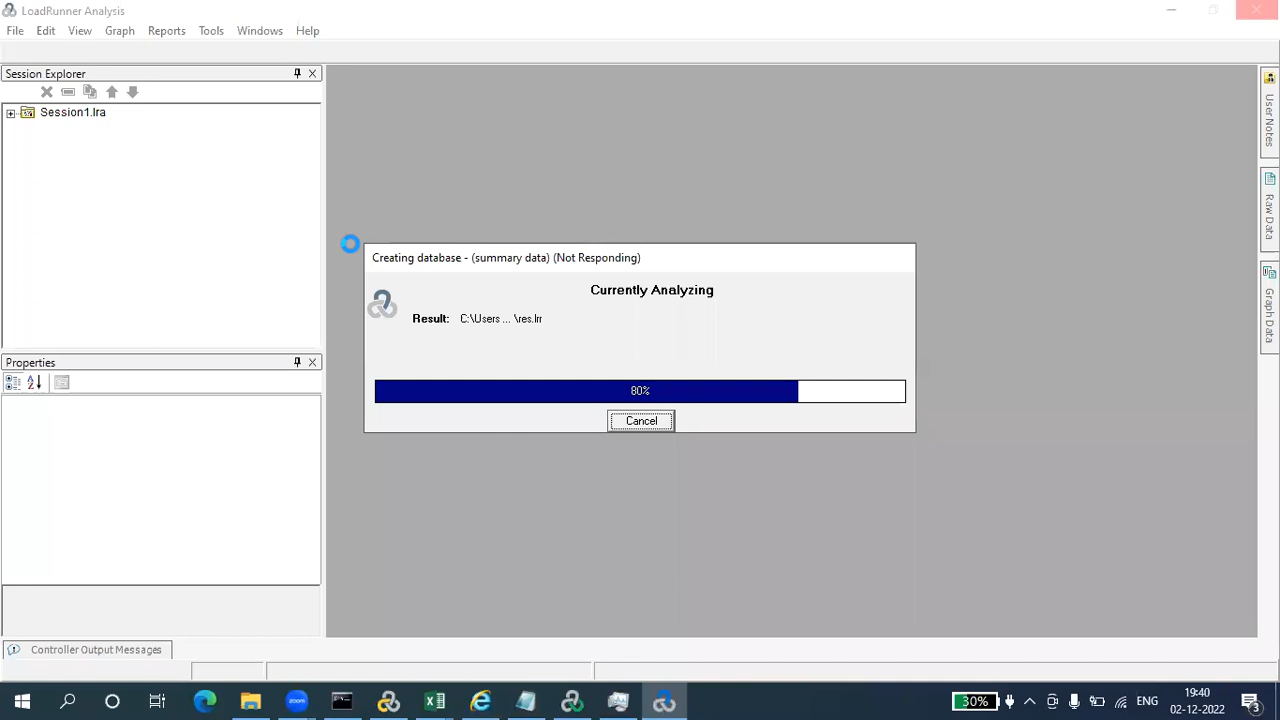 LoadRunner Analysis
File Edit View Graph Reports Tools Windows Help
Session Explorer
Session1.lra
Properties
Creating database - (summary data) (Not Responding)
Currently Analyzing
Result: C:\Users ... \res.lrr
80%
Cancel
User Notes
Raw Data
Graph Data
Controller Output Messages
zoom
30%
ENG
19:40
02-12-2022
3